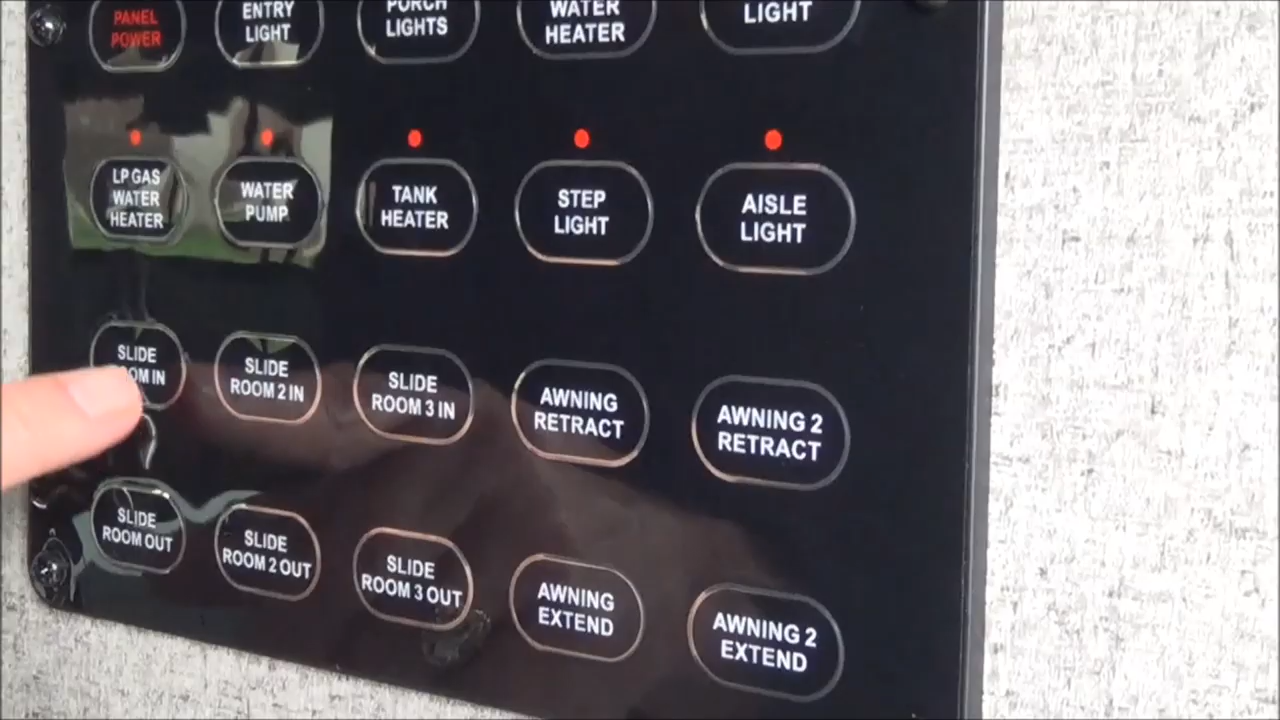 PANEL
POWER
ENTRY
LIGHT
PORCH
LIGHTS
WATER
HEATER
LIGHT
LP GAS
WATER
HEATER
WATER
PUMP
TANK
HEATER
STEP
LIGHT
AISLE
LIGHT
SLIDE
ROOM IN
SLIDE
ROOM 2 IN
SLIDE
ROOM 3 IN
AWNING
RETRACT
AWNING 2
RETRACT
SLIDE
ROOM OUT
SLIDE
ROOM 2 OUT
SLIDE
ROOM 3 OUT
AWNING
EXTEND
AWNING 2
EXTEND